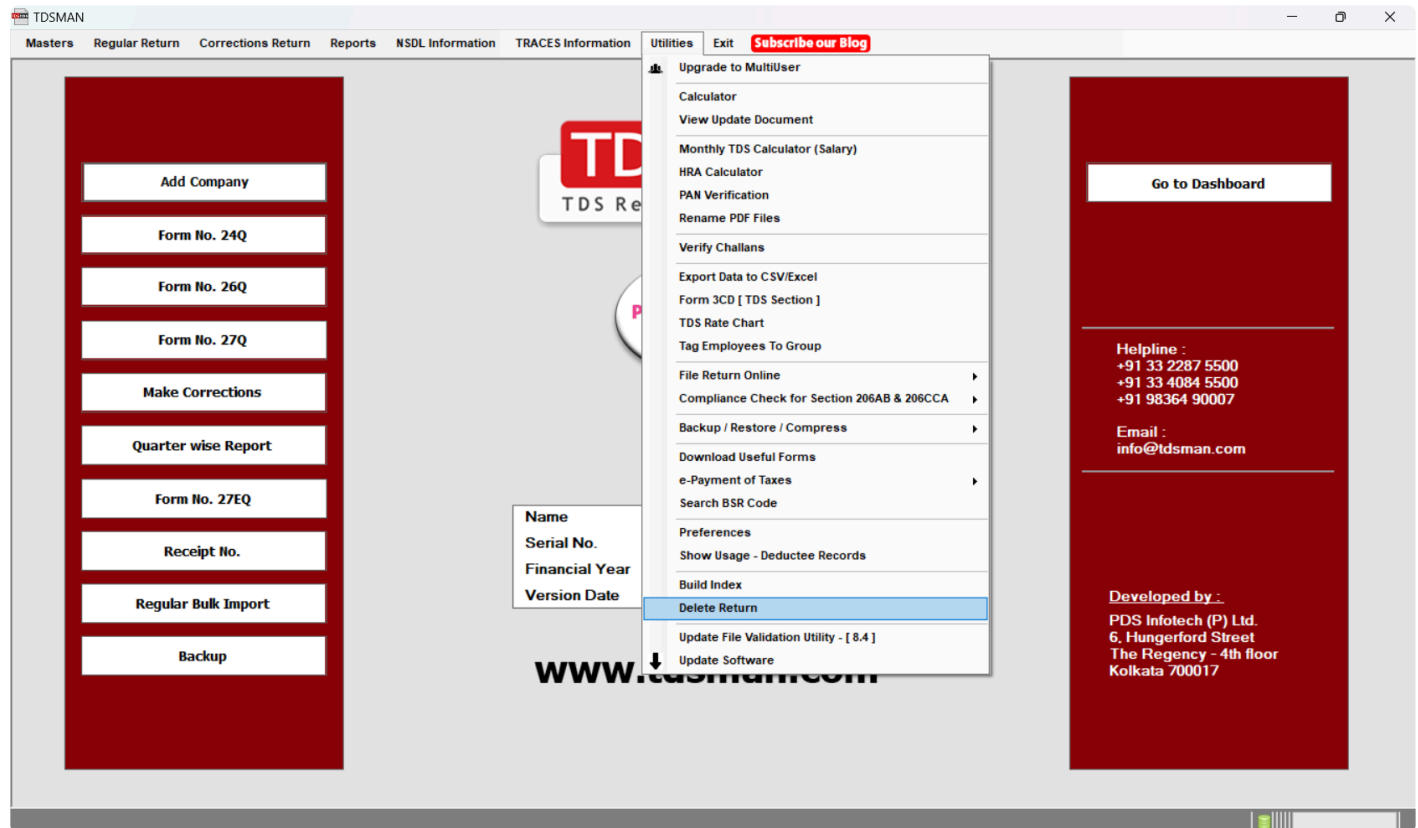 TDSMAN
Masters Regular Return Corrections Return Reports NSDL Information TRACES Information Utilities Exit Subscribe our Blog
Add Company
Form No. 24Q
Form No. 26Q
Form No. 27Q
Make Corrections
Quarter wise Report
Form No. 27EQ
Receipt No.
Regular Bulk Import
Backup
TDS Re
Name
Serial No.
Financial Year
Version Date
www.tdsman.com
Upgrade to MultiUser
Calculator
View Update Document
Monthly TDS Calculator (Salary)
HRA Calculator
PAN Verification
Rename PDF Files
Verify Challans
Export Data to CSV/Excel
Form 3CD [ TDS Section ]
TDS Rate Chart
Tag Employees To Group
File Return Online
Compliance Check for Section 206AB & 206CCA
Backup / Restore / Compress
Download Useful Forms
e-Payment of Taxes
Search BSR Code
Preferences
Show Usage - Deductee Records
Build Index
Delete Return
Update File Validation Utility - [ 8.4 ]
Update Software
Go to Dashboard
Helpline :
+91 33 2287 5500
+91 33 4084 5500
+91 98364 90007
Email :
info@tdsman.com
Developed by :
PDS Infotech (P) Ltd.
6, Hungerford Street
The Regency - 4th floor
Kolkata 700017